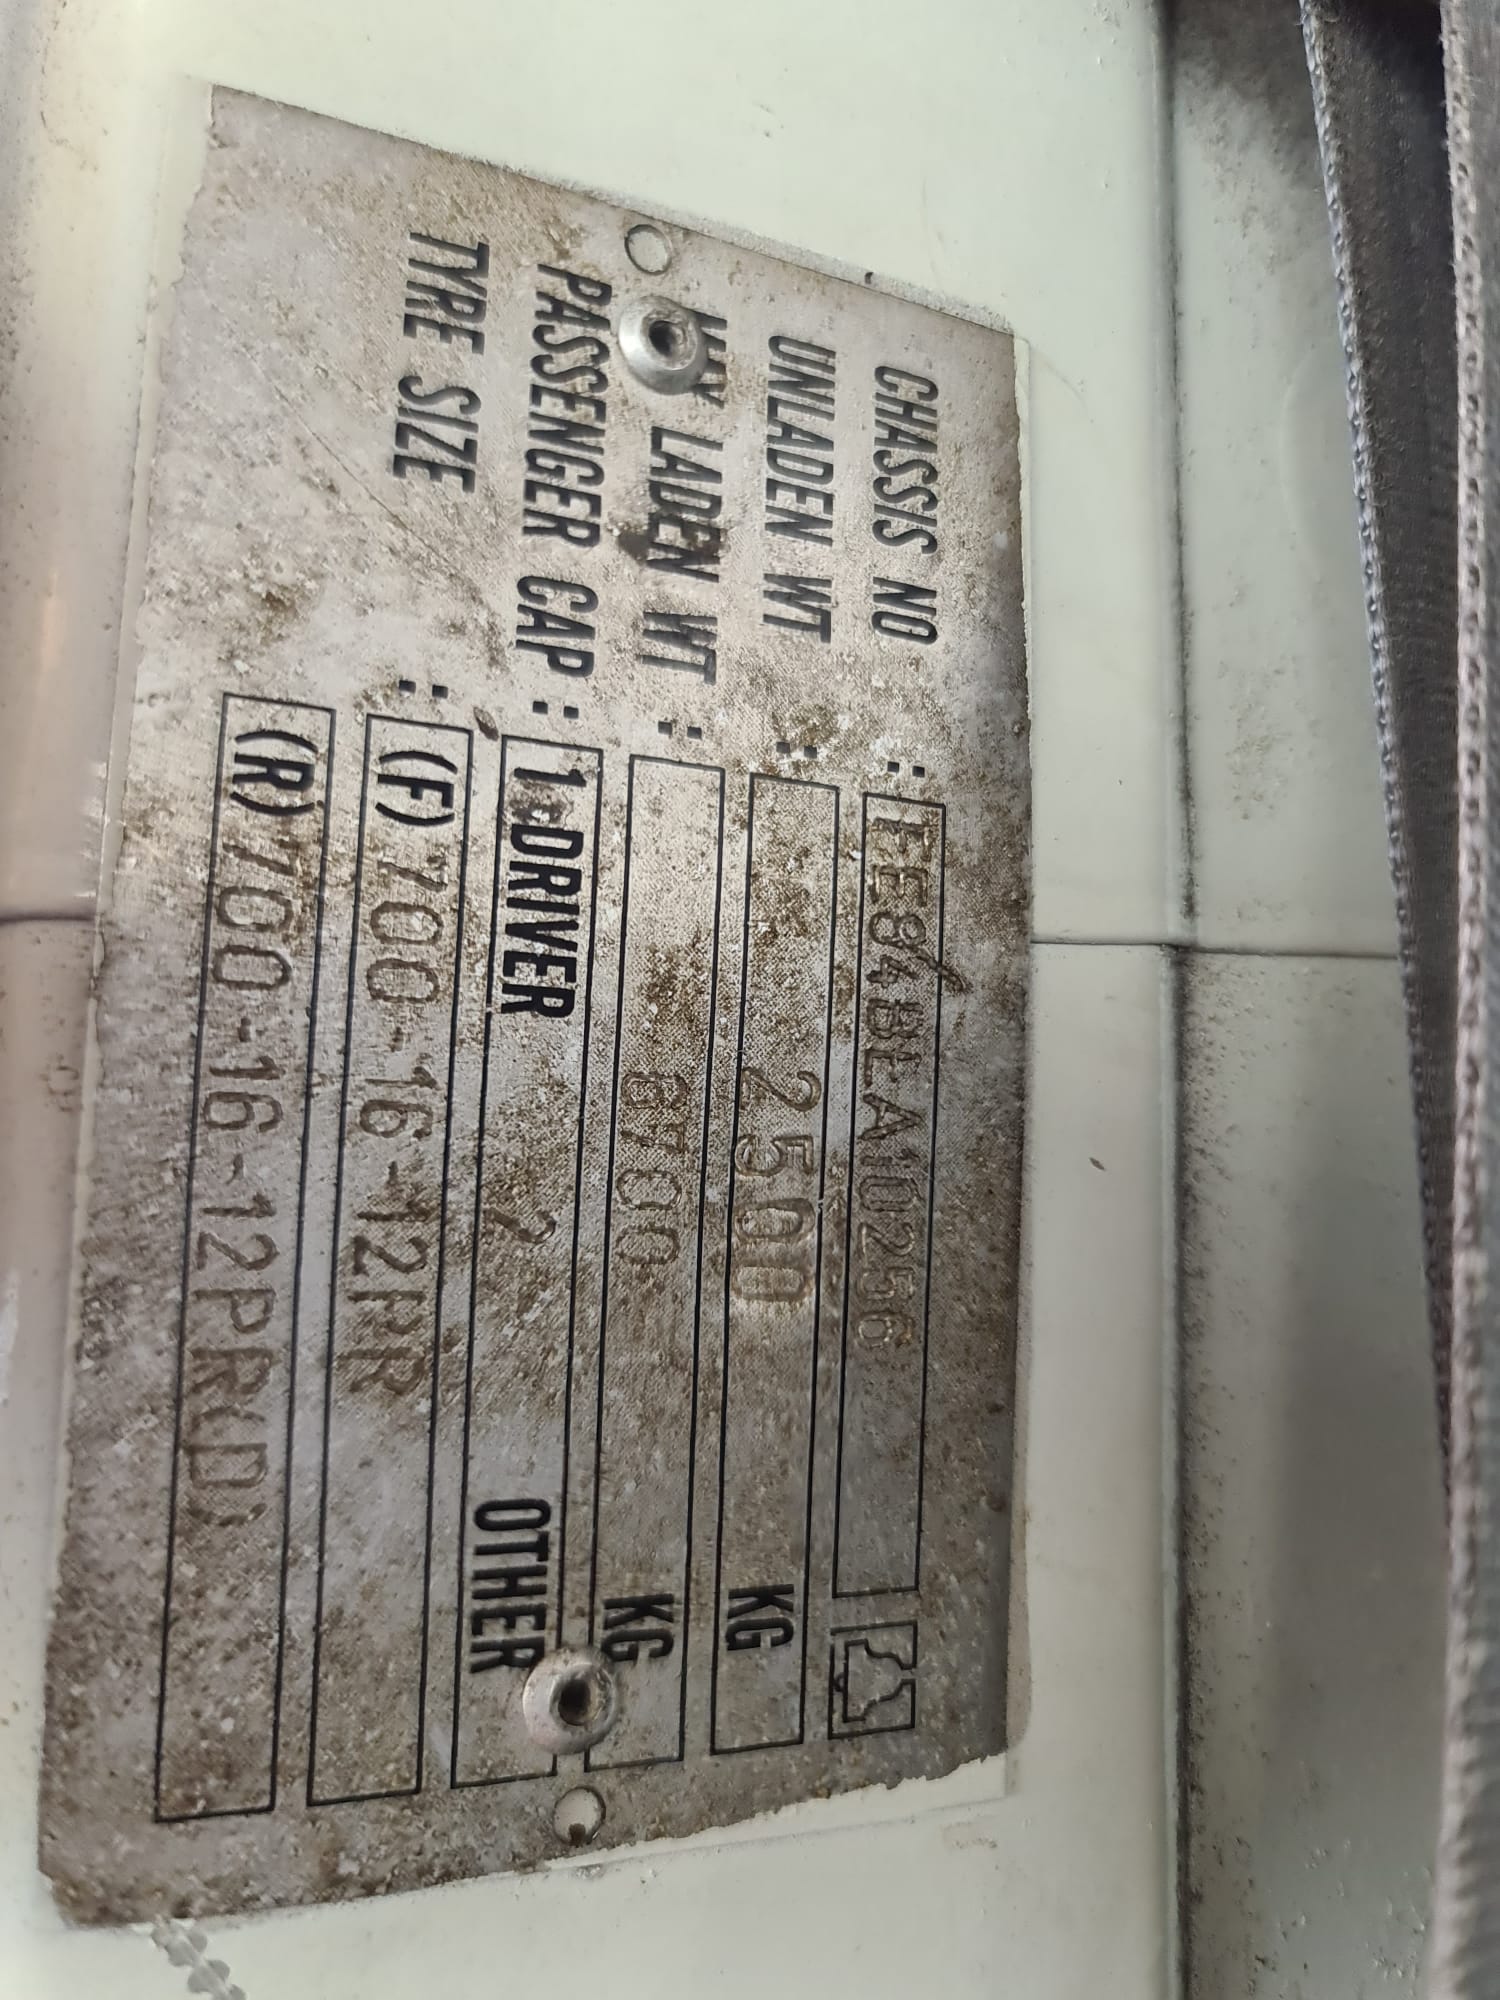 CHASSIS NO : FE84BEA10256
UNLADEN WT : 2500 KG
MAX LADEN WT : 6700 KG
PASSENGER CAP : 1 DRIVER 2 OTHER
TYRE SIZE : (F) 700-16-12PR
(R) 700-16-12PR(D)